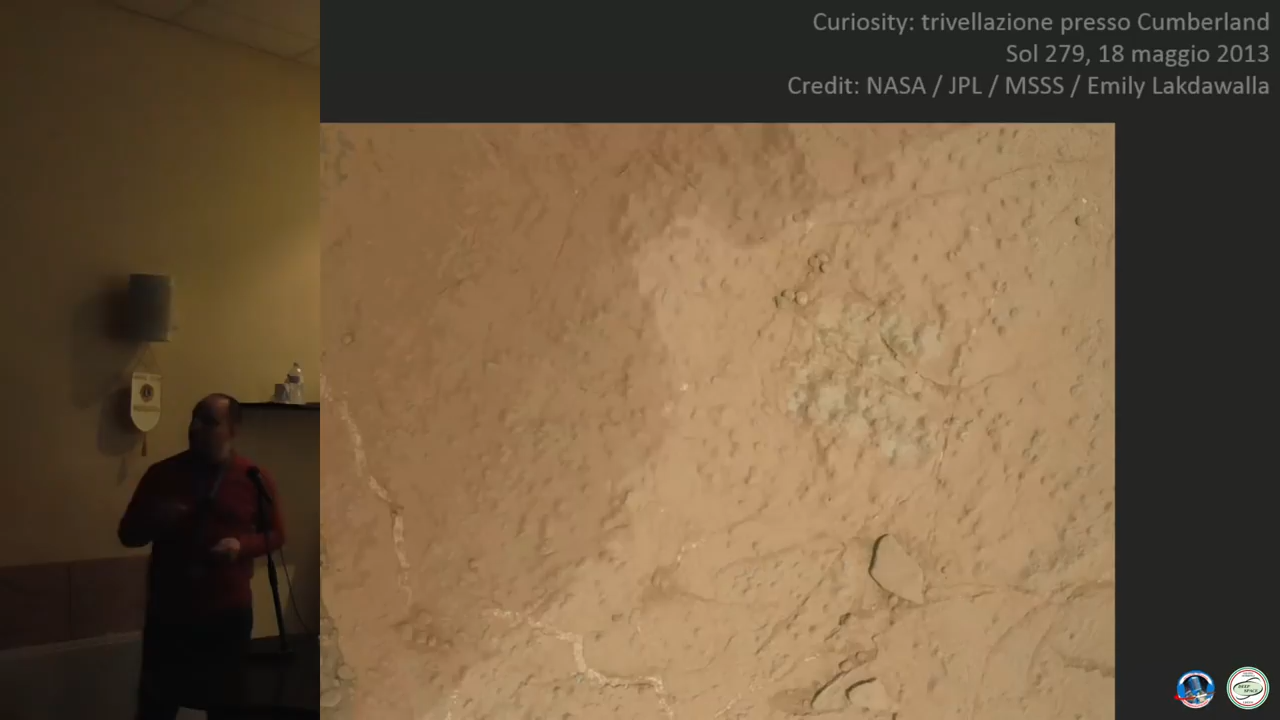 Curiosity: trivellazione presso Cumberland
Sol 279, 18 maggio 2013
Credit: NASA / JPL / MSSS / Emily Lakdawalla